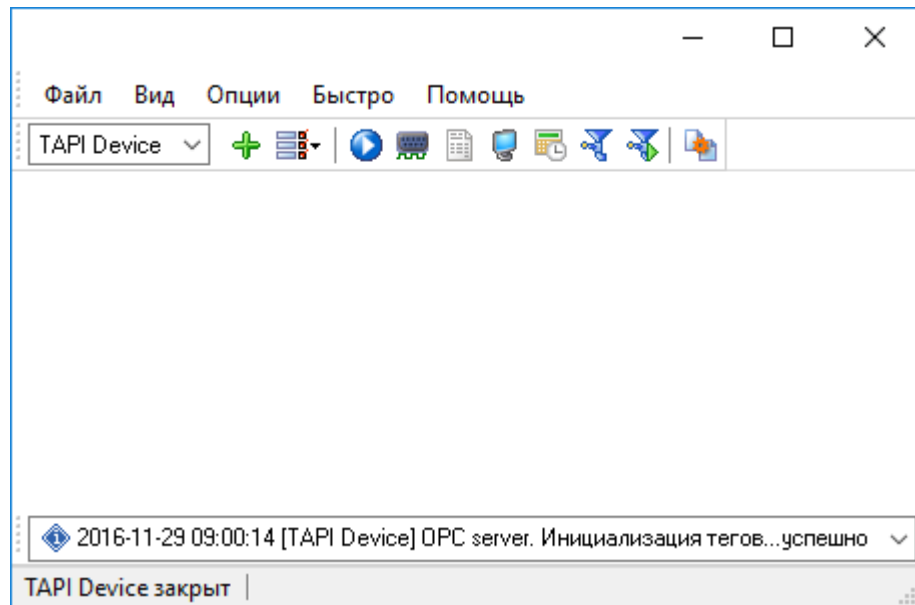 Файл Вид Опции Быстро Помощь
TAPI Device
2016-11-29 09:00:14 [TAPI Device] OPC server. Инициализация тегов...успешно
TAPI Device закрыт